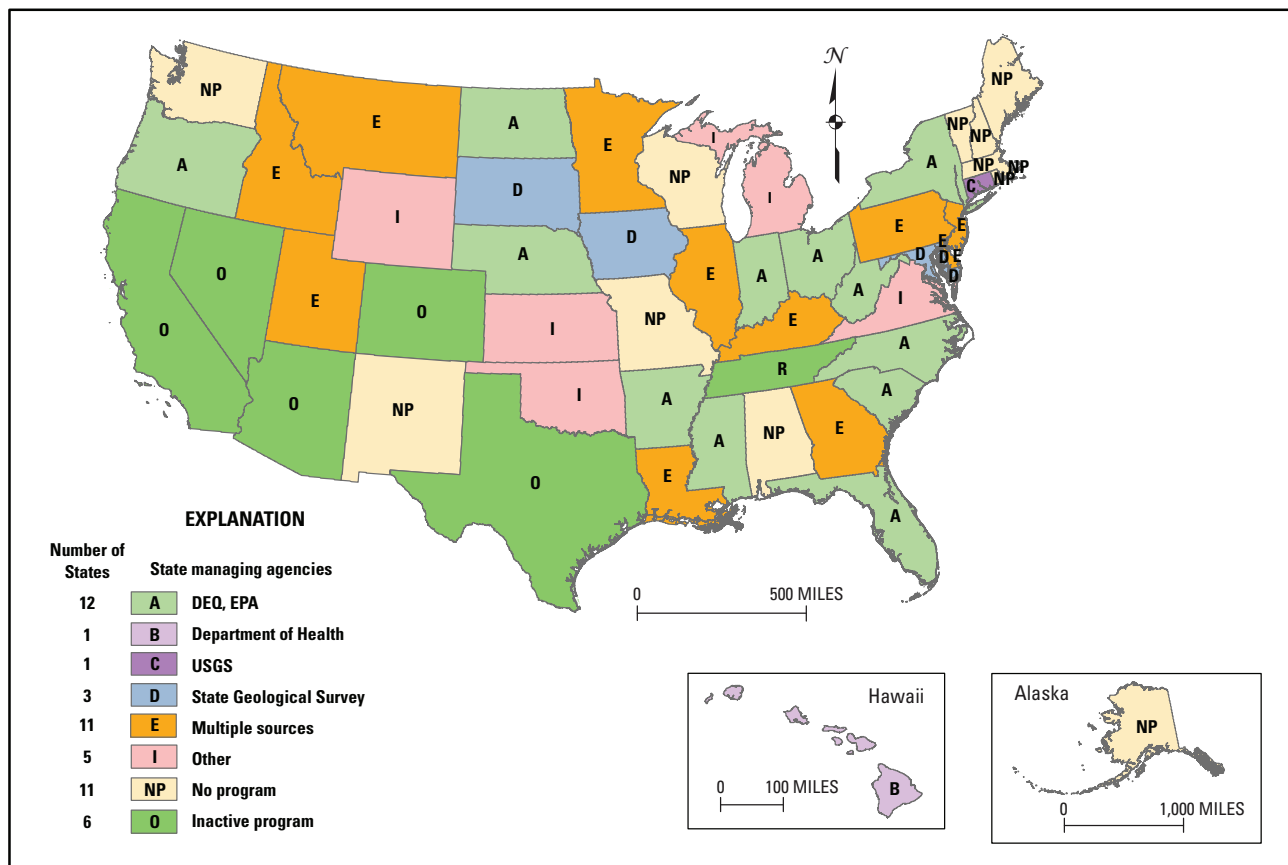 N
NP
NP
E
A
E
I
NP
NP
A
E
NP
A
NP NP
D
I
NP
C
I
D
E
E
O
A
E
D
E
A
A
D
E
D
E
O
A
I
E
O
I
NP
A
O
R
NP
I
A
A
O
A
NP
E
E
O
A
EXPLANATION
Number of
States
State managing agencies
12 A DEQ, EPA
1 B Department of Health
1 C USGS
3 D State Geological Survey
11 E Multiple sources
5 I Other
11 NP No program
6 O Inactive program
0 500 MILES
Hawaii
0 100 MILES
B
Alaska
NP
0 1,000 MILES